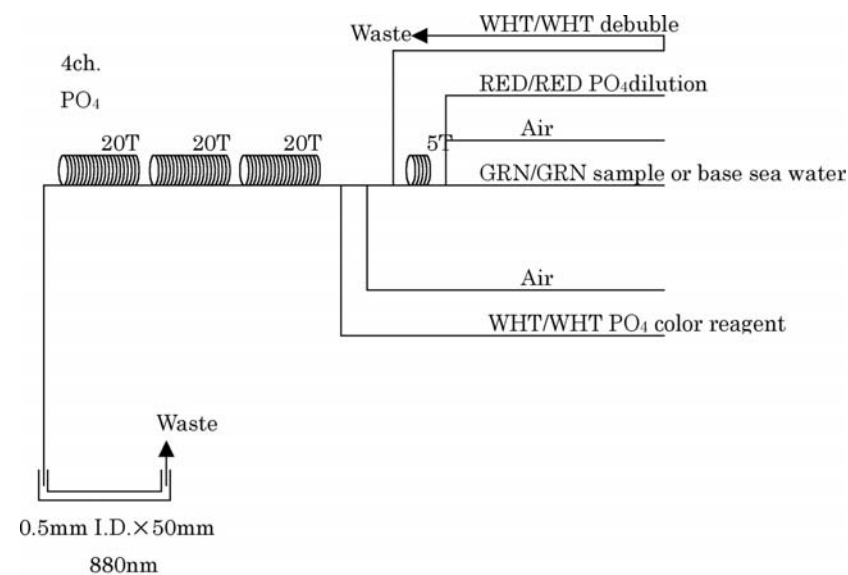 WHT/WHT debuble
Waste
4ch.
PO₄
RED/RED PO₄dilution
Air
20T 20T 20T 5T
GRN/GRN sample or base sea water
Air
WHT/WHT PO₄ color reagent
Waste
0.5mm I.D.×50mm
880nm